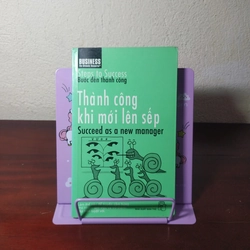 BUSINESS
Steps to Success
Bước đến thành công
Thành công
khi mới lên sếp
Succeed as a new manager